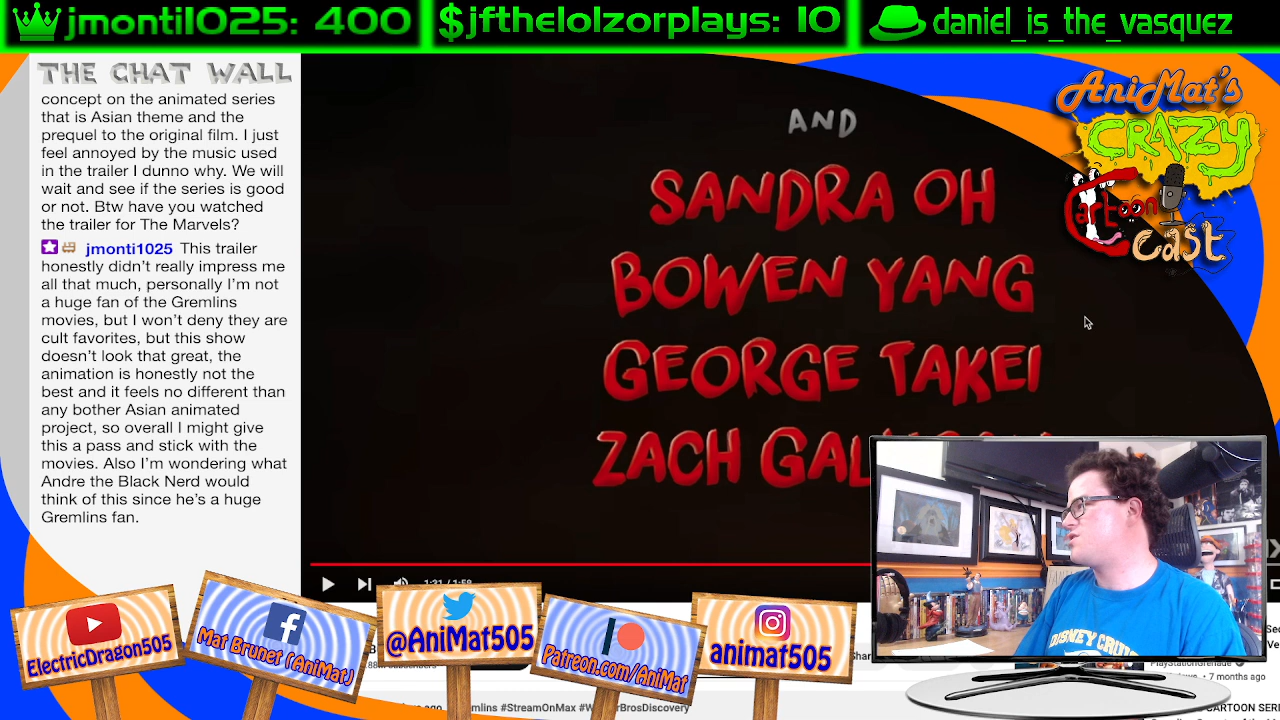 jmonti1025: 400
$jfthelolzorplays: 10
daniel_is_the_vasquez
THE CHAT WALL
concept on the animated series
that is Asian theme and the
prequel to the original film. I just
feel annoyed by the music used
in the trailer I dunno why. We will
wait and see if the series is good
or not. Btw have you watched
the trailer for The Marvels?
jmonti1025 This trailer
honestly didn't really impress me
all that much, personally I'm not
a huge fan of the Gremlins
movies, but I won't deny they are
cult favorites, but this show
doesn't look that great, the
animation is honestly not the
best and it feels no different than
any bother Asian animated
project, so overall I might give
this a pass and stick with the
movies. Also I'm wondering what
Andre the Black Nerd would
think of this since he's a huge
Gremlins fan.
AND
SANDRA OH
BOWEN YANG
GEORGE TAKEI
ZACH
AniMat's
CRAZY
Cartoon
Cast
ElectricDragon505
Mat Brunet (AniMat)
@AniMat505
Patreon.com/AniMat
animat505
DISNEY
PlayStationGrenade
• 7 months ago
#StreamOnMax
CARTOON